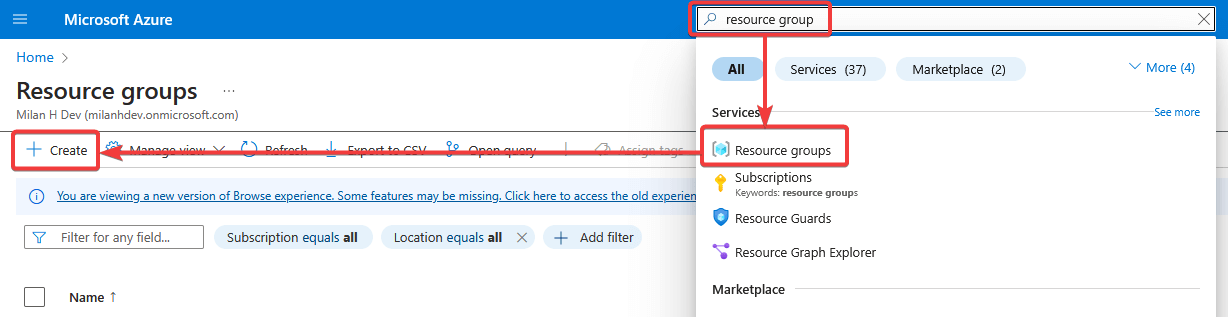 Microsoft Azure
resource group
Home
Resource groups ...
Milan H Dev (milanhdev.onmicrosoft.com)
Create Manage view Refresh Export to CSV Open query Assign tags
You are viewing a new version of Browse experience. Some features may be missing. Click here to access the old experien
Filter for any field... Subscription equals all Location equals all Add filter
Name ↑
All Services (37) Marketplace (2) More (4)
Services See more
Resource groups
Subscriptions
Keywords: resource groups
Resource Guards
Resource Graph Explorer
Marketplace